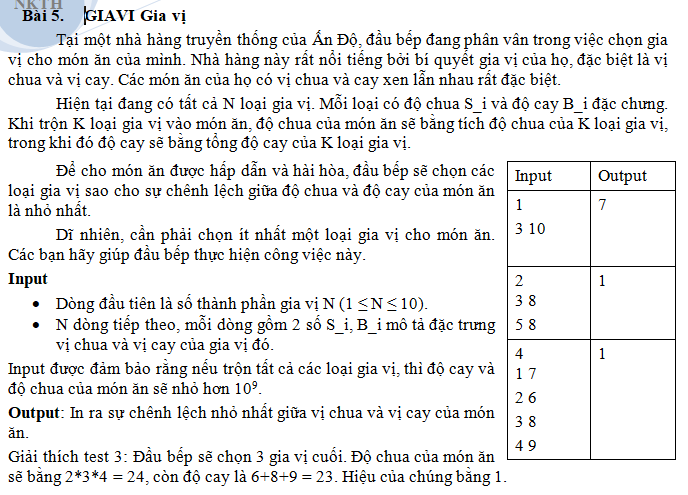 NKTH
Bài 5. GIAVI Gia vị
Tại một nhà hàng truyền thống của Ấn Độ, đầu bếp đang phân vân trong việc chọn gia
vị cho món ăn của mình. Nhà hàng này rất nổi tiếng bởi bí quyết gia vị của họ, đặc biệt là vị
chua và vị cay. Các món ăn của họ có vị chua và cay xen lẫn nhau rất đặc biệt.
Hiện tại đang có tất cả N loại gia vị. Mỗi loại có độ chua S_i và độ cay B_i đặc chưng.
Khi trộn K loại gia vị vào món ăn, độ chua của món ăn sẽ bằng tích độ chua của K loại gia vị,
trong khi đó độ cay sẽ bằng tổng độ cay của K loại gia vị.
Để cho món ăn được hấp dẫn và hài hòa, đầu bếp sẽ chọn các
loại gia vị sao cho sự chênh lệch giữa độ chua và độ cay của món ăn
là nhỏ nhất.
Dĩ nhiên, cần phải chọn ít nhất một loại gia vị cho món ăn.
Các bạn hãy giúp đầu bếp thực hiện công việc này.
Input
• Dòng đầu tiên là số thành phần gia vị N (1 ≤ N ≤ 10).
• N dòng tiếp theo, mỗi dòng gồm 2 số S_i, B_i mô tả đặc trưng
vị chua và vị cay của gia vị đó.
Input được đảm bảo rằng nếu trộn tất cả các loại gia vị, thì độ cay và
độ chua của món ăn sẽ nhỏ hơn 10⁹.
Output: In ra sự chênh lệch nhỏ nhất giữa vị chua và vị cay của món
ăn.
Giải thích test 3: Đầu bếp sẽ chọn 3 gia vị cuối. Độ chua của món ăn
sẽ bằng 2*3*4 = 24, còn độ cay là 6+8+9 = 23. Hiệu của chúng bằng 1.
Input Output
1 7
3 10
2 1
3 8
5 8
4 1
1 7
2 6
3 8
4 9